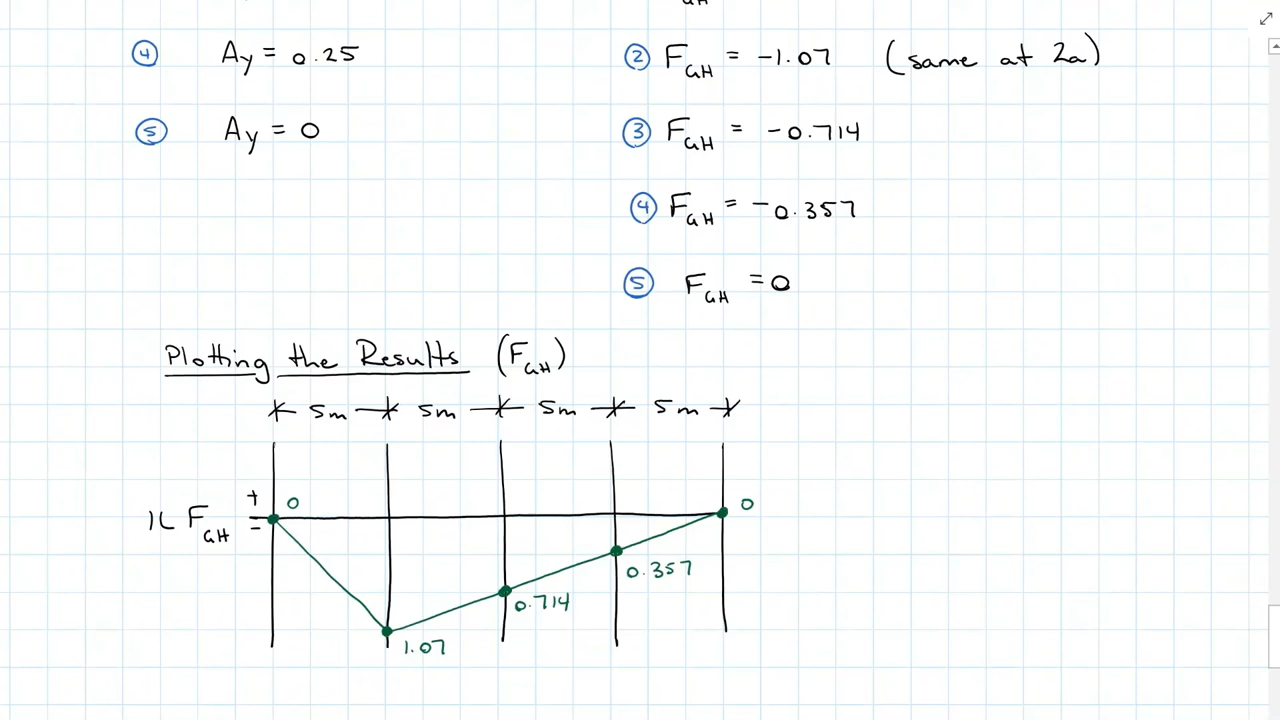 ④ Ay = 0.25
⑤ Ay = 0
② FGH = -1.07 (same at 2a)
③ FGH = -0.714
④ FGH = -0.357
⑤ FGH = 0
Plotting the Results (FGH)
5m 5m 5m 5m
IL FGH + -
0
0
0.357
0.714
1.07